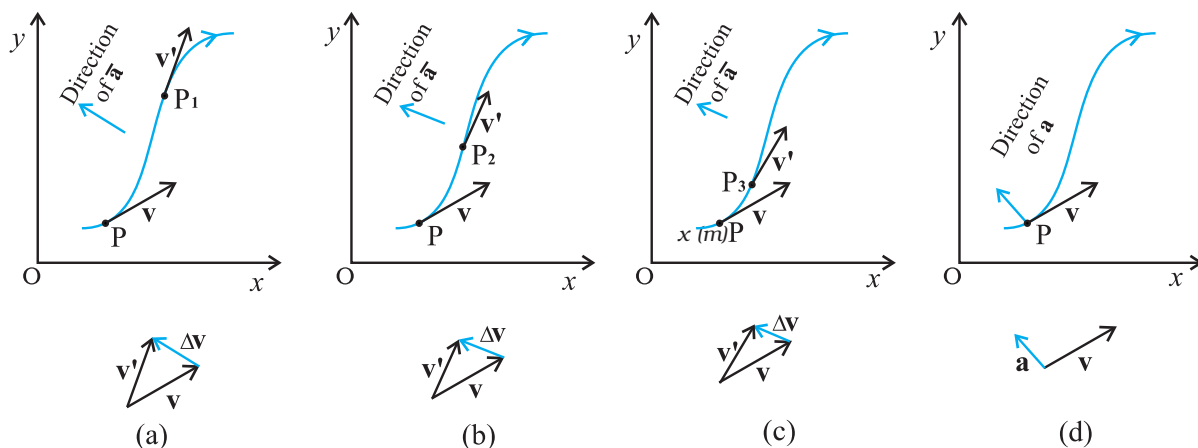 y
v'
Direction
of a̅
P₁
v
P
O
x
Δv
v'
v
(a)
y
Direction
of a̅
v'
P₂
v
P
O
x
Δv
v'
v
(b)
y
Direction
of a̅
v'
P₃
v
x (m)P
O
x
Δv
v'
v
(c)
y
Direction
of a
v
P
O
x
a
v
(d)